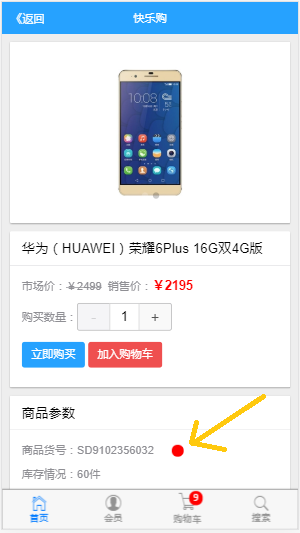 《返回 快乐购
华为（HUAWEI）荣耀6Plus 16G双4G版
市场价：￥2499 销售价：￥2195
购买数量： - 1 +
立即购买 加入购物车
商品参数
商品货号：SD9102356032
库存情况：60件
9
首页 会员 购物车 搜索